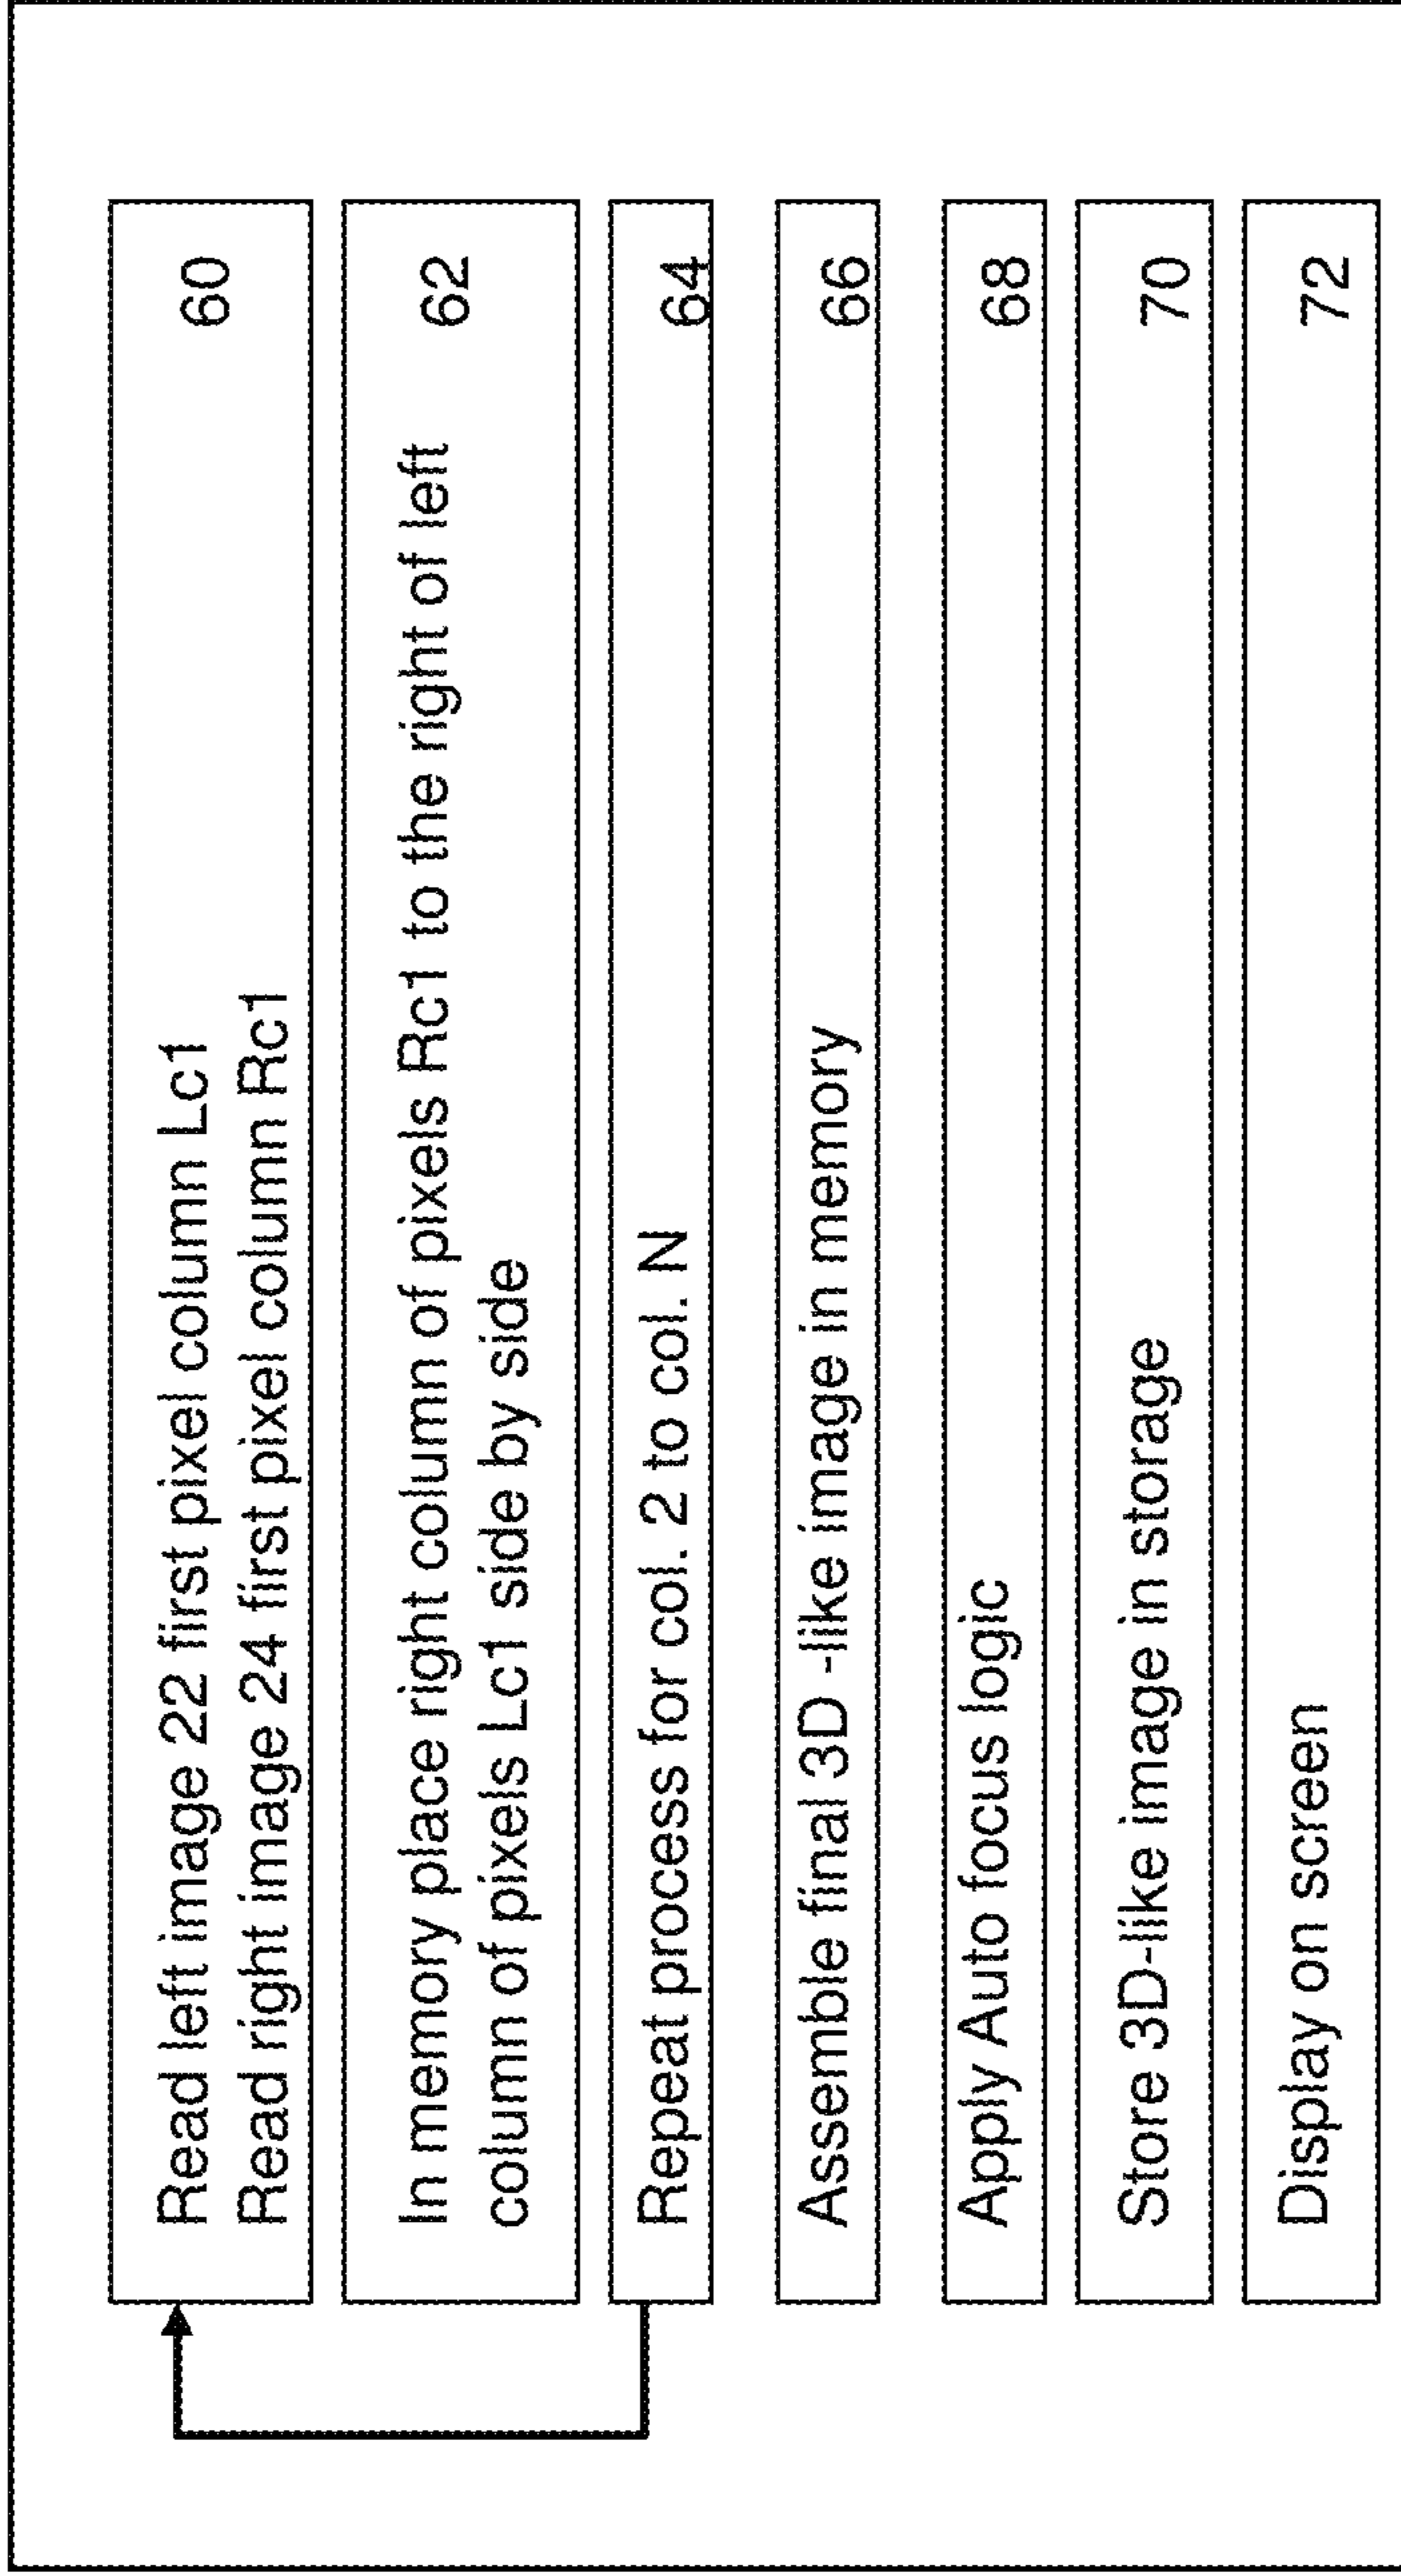 Read left image 22 first pixel column Lc1
60
Read right image 24 first pixel column Rc1
In memory place right column of pixels Rc1 to the right of left
62
column of pixels Lc1 side by side
Repeat process for col. 2 to col. N
64
Assemble final 3D -like image in memory
66
Apply Auto focus logic
68
Store 3D-like image in storage
70
Display on screen
72